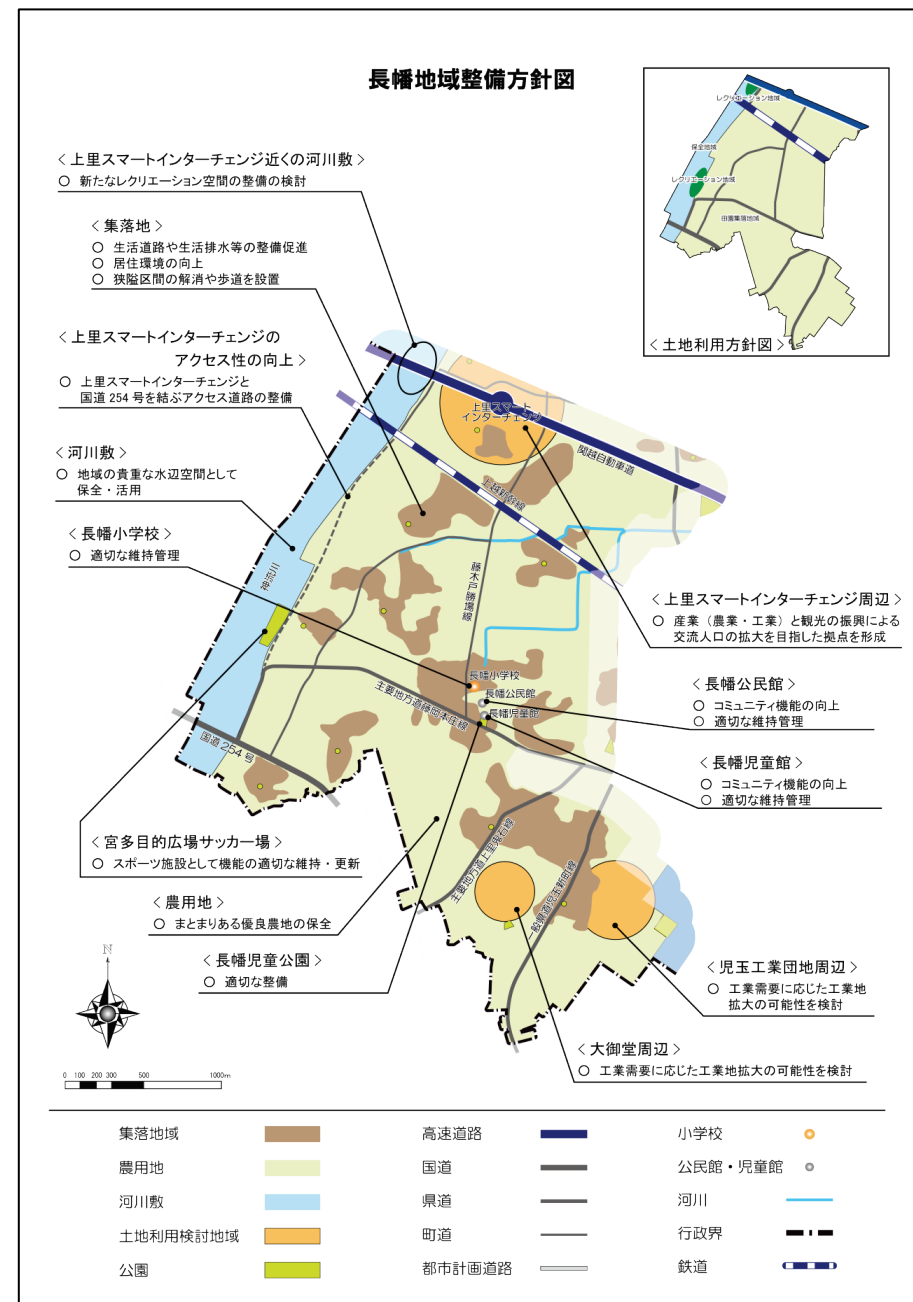 長幡地域整備方針図
レクリエーション地域
保全地域
レクリエーション地域
田園集落地域
＜土地利用方針図＞
＜上里スマートインターチェンジ近くの河川敷＞
○ 新たなレクリエーション空間の整備の検討
＜集落地＞
○ 生活道路や生活排水等の整備促進
○ 居住環境の向上
○ 狭隘区間の解消や歩道を設置
＜上里スマートインターチェンジの
アクセス性の向上＞
○ 上里スマートインターチェンジと
国道254号を結ぶアクセス道路の整備
＜河川敷＞
○ 地域の貴重な水辺空間として
保全・活用
＜長幡小学校＞
○ 適切な維持管理
上里スマート
インターチェンジ
関越自動車道
上越新幹線
藤木戸勝場線
神流川
長幡小学校
長幡公民館
長幡児童館
主要地方道藤岡本庄線
国道254号
主要地方道上里鬼石線
一般県道児玉新町線
＜上里スマートインターチェンジ周辺＞
○ 産業（農業・工業）と観光の振興による
交流人口の拡大を目指した拠点を形成
＜長幡公民館＞
○ コミュニティ機能の向上
○ 適切な維持管理
＜長幡児童館＞
○ コミュニティ機能の向上
○ 適切な維持管理
＜宮多目的広場サッカー場＞
○ スポーツ施設として機能の適切な維持・更新
＜農用地＞
○ まとまりある優良農地の保全
＜長幡児童公園＞
○ 適切な整備
＜児玉工業団地周辺＞
○ 工業需要に応じた工業地
拡大の可能性を検討
＜大御堂周辺＞
○ 工業需要に応じた工業地拡大の可能性を検討
N
0 100 200 300 500 1000m
集落地域
農用地
河川敷
土地利用検討地域
公園
高速道路
国道
県道
町道
都市計画道路
小学校
公民館・児童館
河川
行政界
鉄道